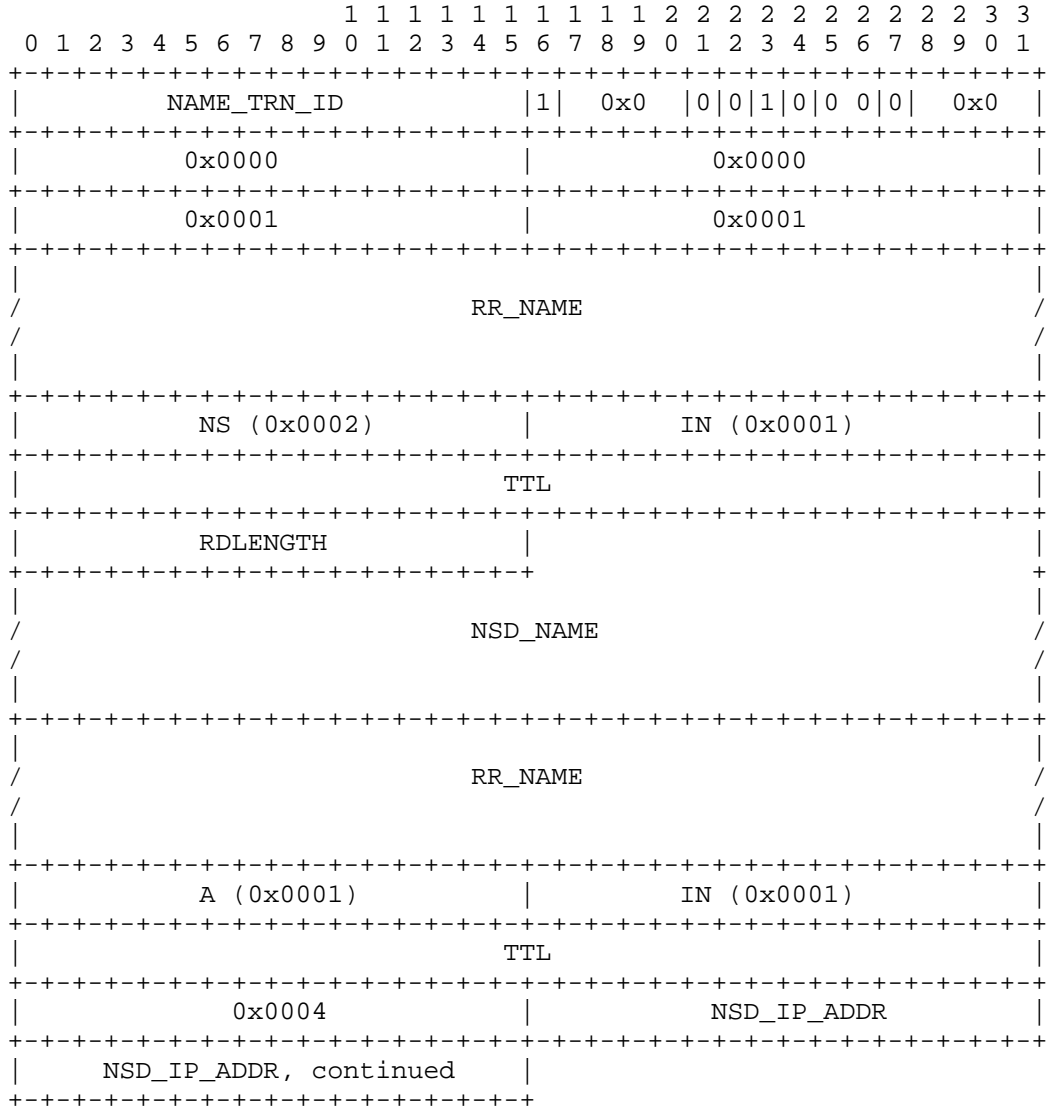 1 1 1 1 1 1 1 1 1 1 2 2 2 2 2 2 2 2 2 2 3 3
 0 1 2 3 4 5 6 7 8 9 0 1 2 3 4 5 6 7 8 9 0 1 2 3 4 5 6 7 8 9 0 1
+-+-+-+-+-+-+-+-+-+-+-+-+-+-+-+-+-+-+-+-+-+-+-+-+-+-+-+-+-+-+-+-+
|         NAME_TRN_ID           |1|  0x0  |0|0|1|0|0 0|0|  0x0  |
+-+-+-+-+-+-+-+-+-+-+-+-+-+-+-+-+-+-+-+-+-+-+-+-+-+-+-+-+-+-+-+-+
|          0x0000               |           0x0000              |
+-+-+-+-+-+-+-+-+-+-+-+-+-+-+-+-+-+-+-+-+-+-+-+-+-+-+-+-+-+-+-+-+
|          0x0001               |           0x0001              |
+-+-+-+-+-+-+-+-+-+-+-+-+-+-+-+-+-+-+-+-+-+-+-+-+-+-+-+-+-+-+-+-+
|                                                               |
/                            RR_NAME                            /
/                                                               /
|                                                               |
+-+-+-+-+-+-+-+-+-+-+-+-+-+-+-+-+-+-+-+-+-+-+-+-+-+-+-+-+-+-+-+-+
|           NS (0x0002)         |         IN (0x0001)           |
+-+-+-+-+-+-+-+-+-+-+-+-+-+-+-+-+-+-+-+-+-+-+-+-+-+-+-+-+-+-+-+-+
|                              TTL                              |
+-+-+-+-+-+-+-+-+-+-+-+-+-+-+-+-+-+-+-+-+-+-+-+-+-+-+-+-+-+-+-+-+
|           RDLENGTH            |                               |
+-+-+-+-+-+-+-+-+-+-+-+-+-+-+-+-+                               +
|                                                               |
/                            NSD_NAME                           /
/                                                               /
|                                                               |
+-+-+-+-+-+-+-+-+-+-+-+-+-+-+-+-+-+-+-+-+-+-+-+-+-+-+-+-+-+-+-+-+
|                                                               |
/                            RR_NAME                            /
/                                                               /
|                                                               |
+-+-+-+-+-+-+-+-+-+-+-+-+-+-+-+-+-+-+-+-+-+-+-+-+-+-+-+-+-+-+-+-+
|           A (0x0001)          |         IN (0x0001)           |
+-+-+-+-+-+-+-+-+-+-+-+-+-+-+-+-+-+-+-+-+-+-+-+-+-+-+-+-+-+-+-+-+
|                              TTL                              |
+-+-+-+-+-+-+-+-+-+-+-+-+-+-+-+-+-+-+-+-+-+-+-+-+-+-+-+-+-+-+-+-+
|             0x0004            |           NSD_IP_ADDR         |
+-+-+-+-+-+-+-+-+-+-+-+-+-+-+-+-+-+-+-+-+-+-+-+-+-+-+-+-+-+-+-+-+
|     NSD_IP_ADDR, continued    |
+-+-+-+-+-+-+-+-+-+-+-+-+-+-+-+-+